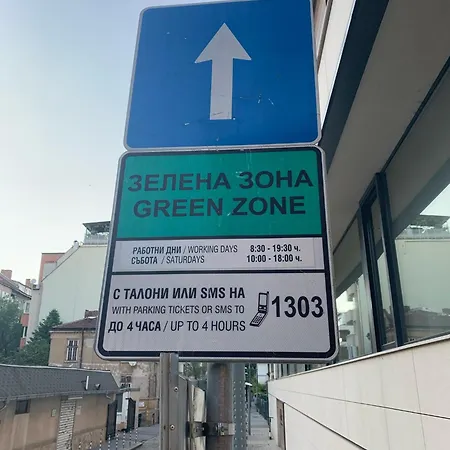 ЗЕЛЕНА ЗОНА
GREEN ZONE
РАБОТНИ ДНИ / WORKING DAYS 8:30 - 19:30 ч.
СЪБОТА / SATURDAYS 10:00 - 18:00 ч.
С ТАЛОНИ ИЛИ SMS НА
WITH PARKING TICKETS OR SMS TO
ДО 4 ЧАСА / UP TO 4 HOURS
1303